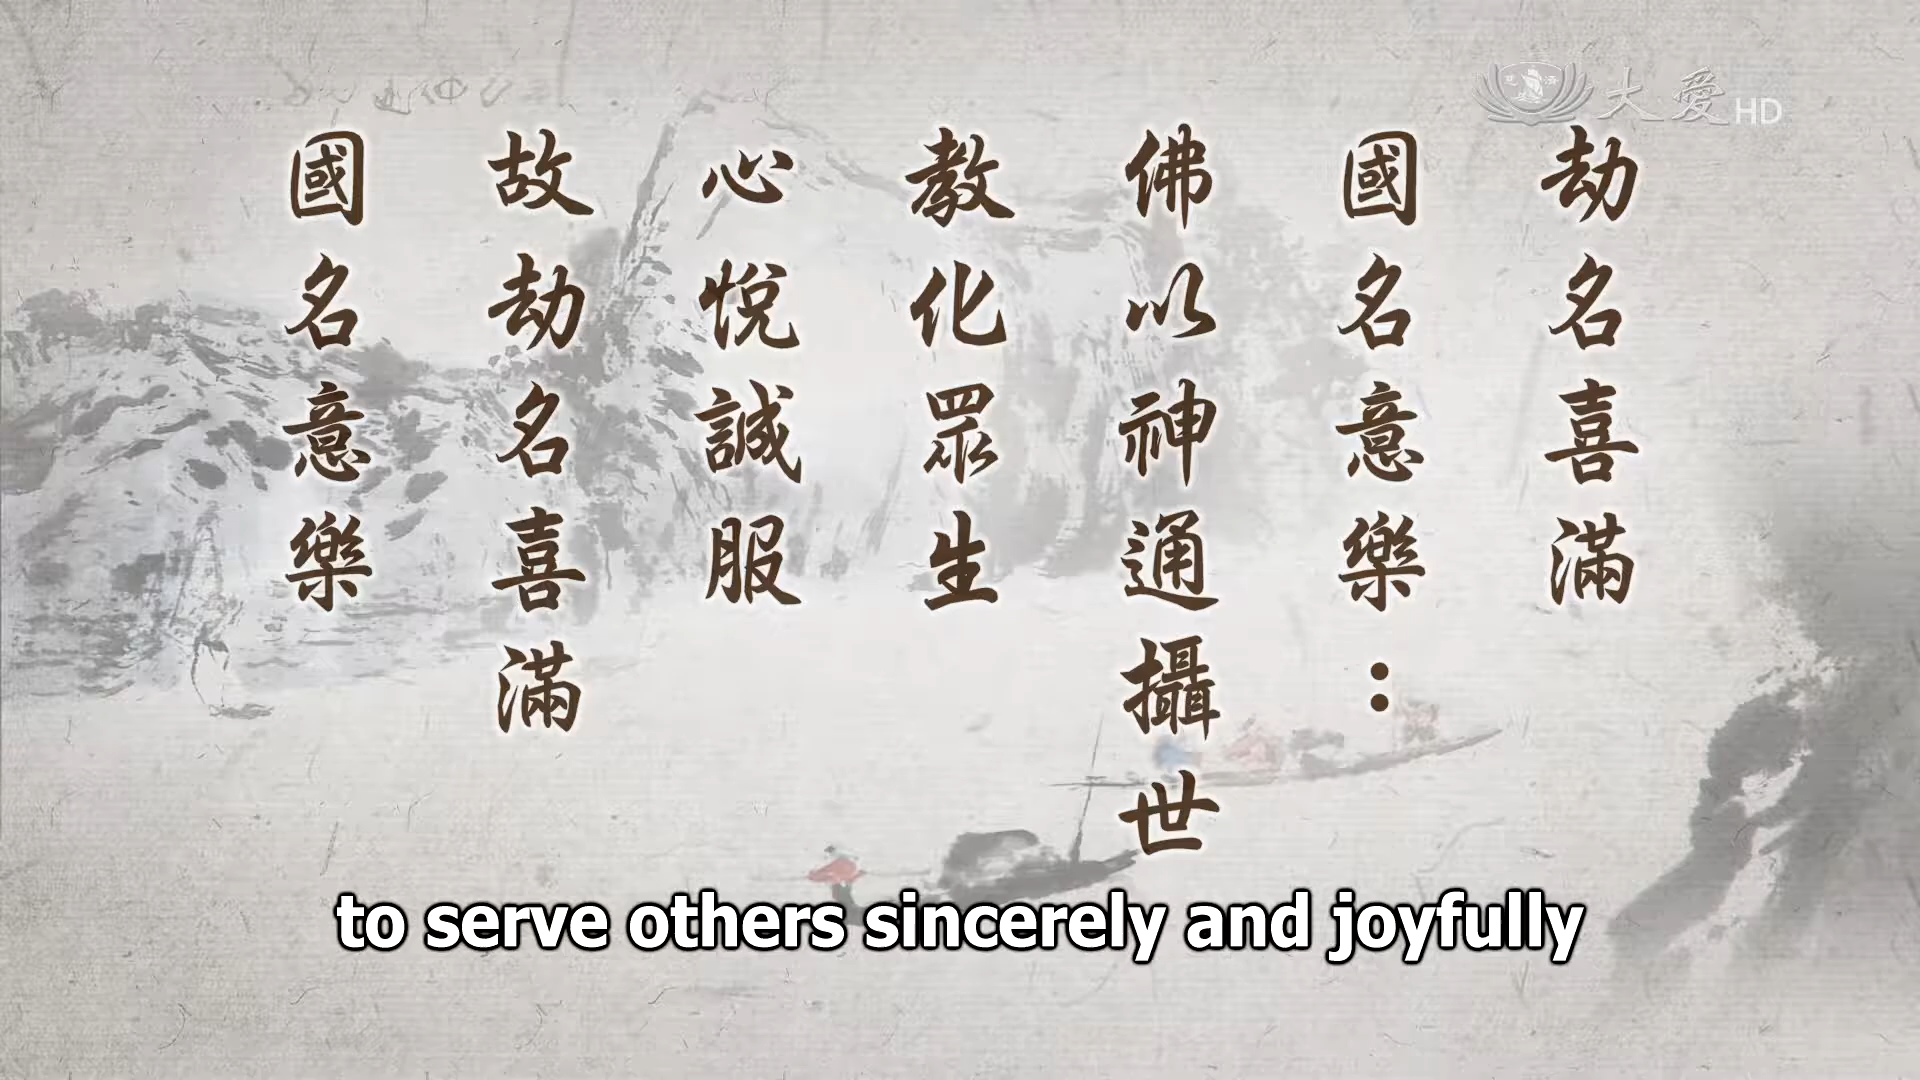 劫名喜滿
國名意樂：
佛以神通攝世
教化眾生
心悅誠服
故劫名喜滿
國名意樂
大愛HD
to serve others sincerely and joyfully